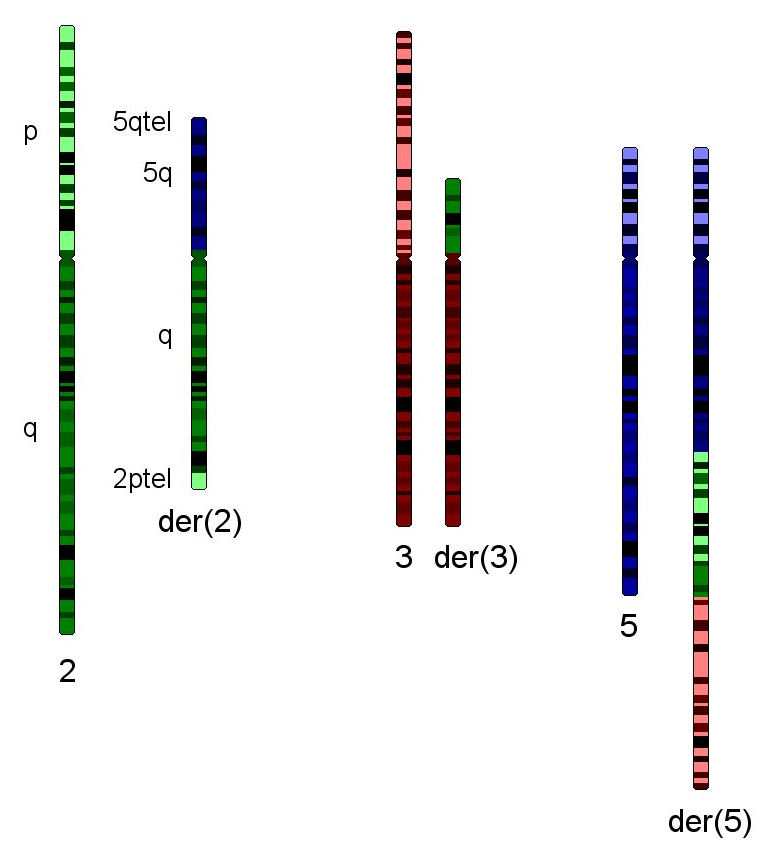 p
q
2
5qtel
5q
q
2ptel
der(2)
3
der(3)
5
der(5)